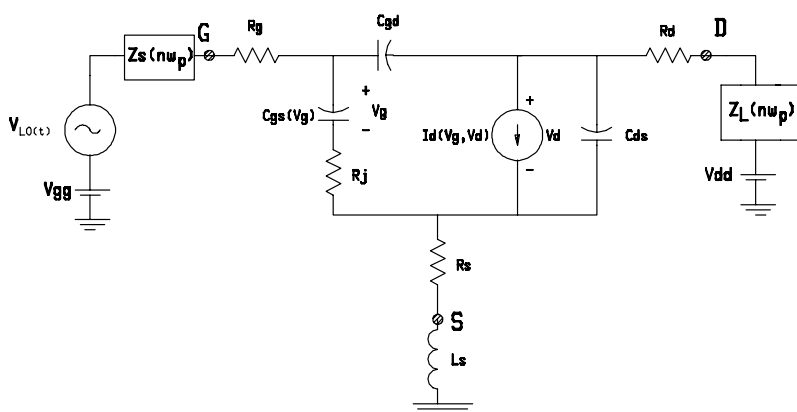 G
Rg
Cgd
Rd
D
Zs(nwp)
VLO(t)
Vgg
Cgs(Vg)
+
Vg
-
Rj
Id(Vg,Vd)
+
Vd
-
Cds
ZL(nwp)
Vdd
Rs
S
Ls